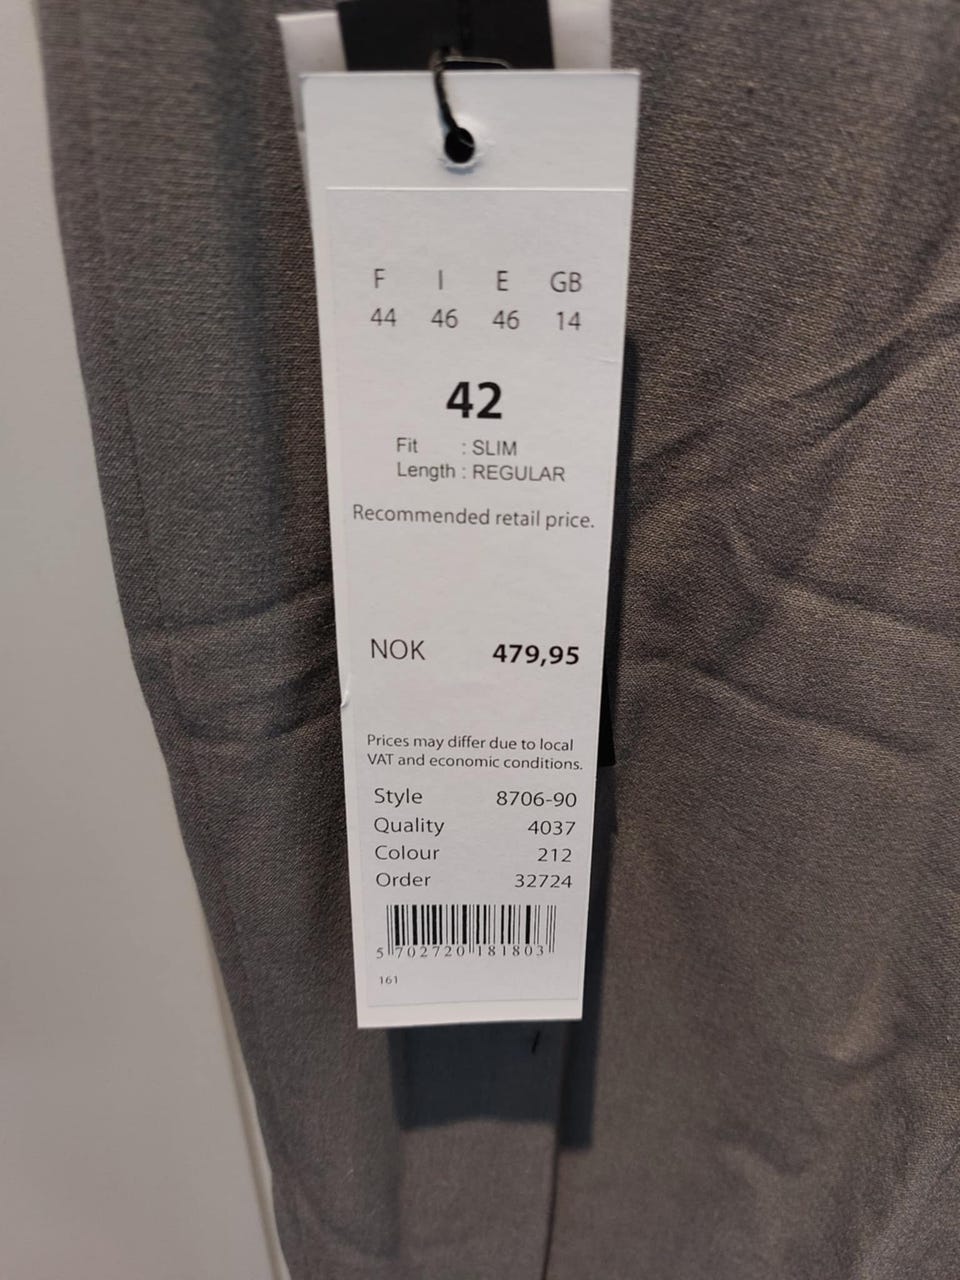 F I E GB
44 46 46 14
42
Fit : SLIM
Length : REGULAR
Recommended retail price.
NOK 479,95
Prices may differ due to local
VAT and economic conditions.
Style 8706-90
Quality 4037
Colour 212
Order 32724
5 702720 181803
161